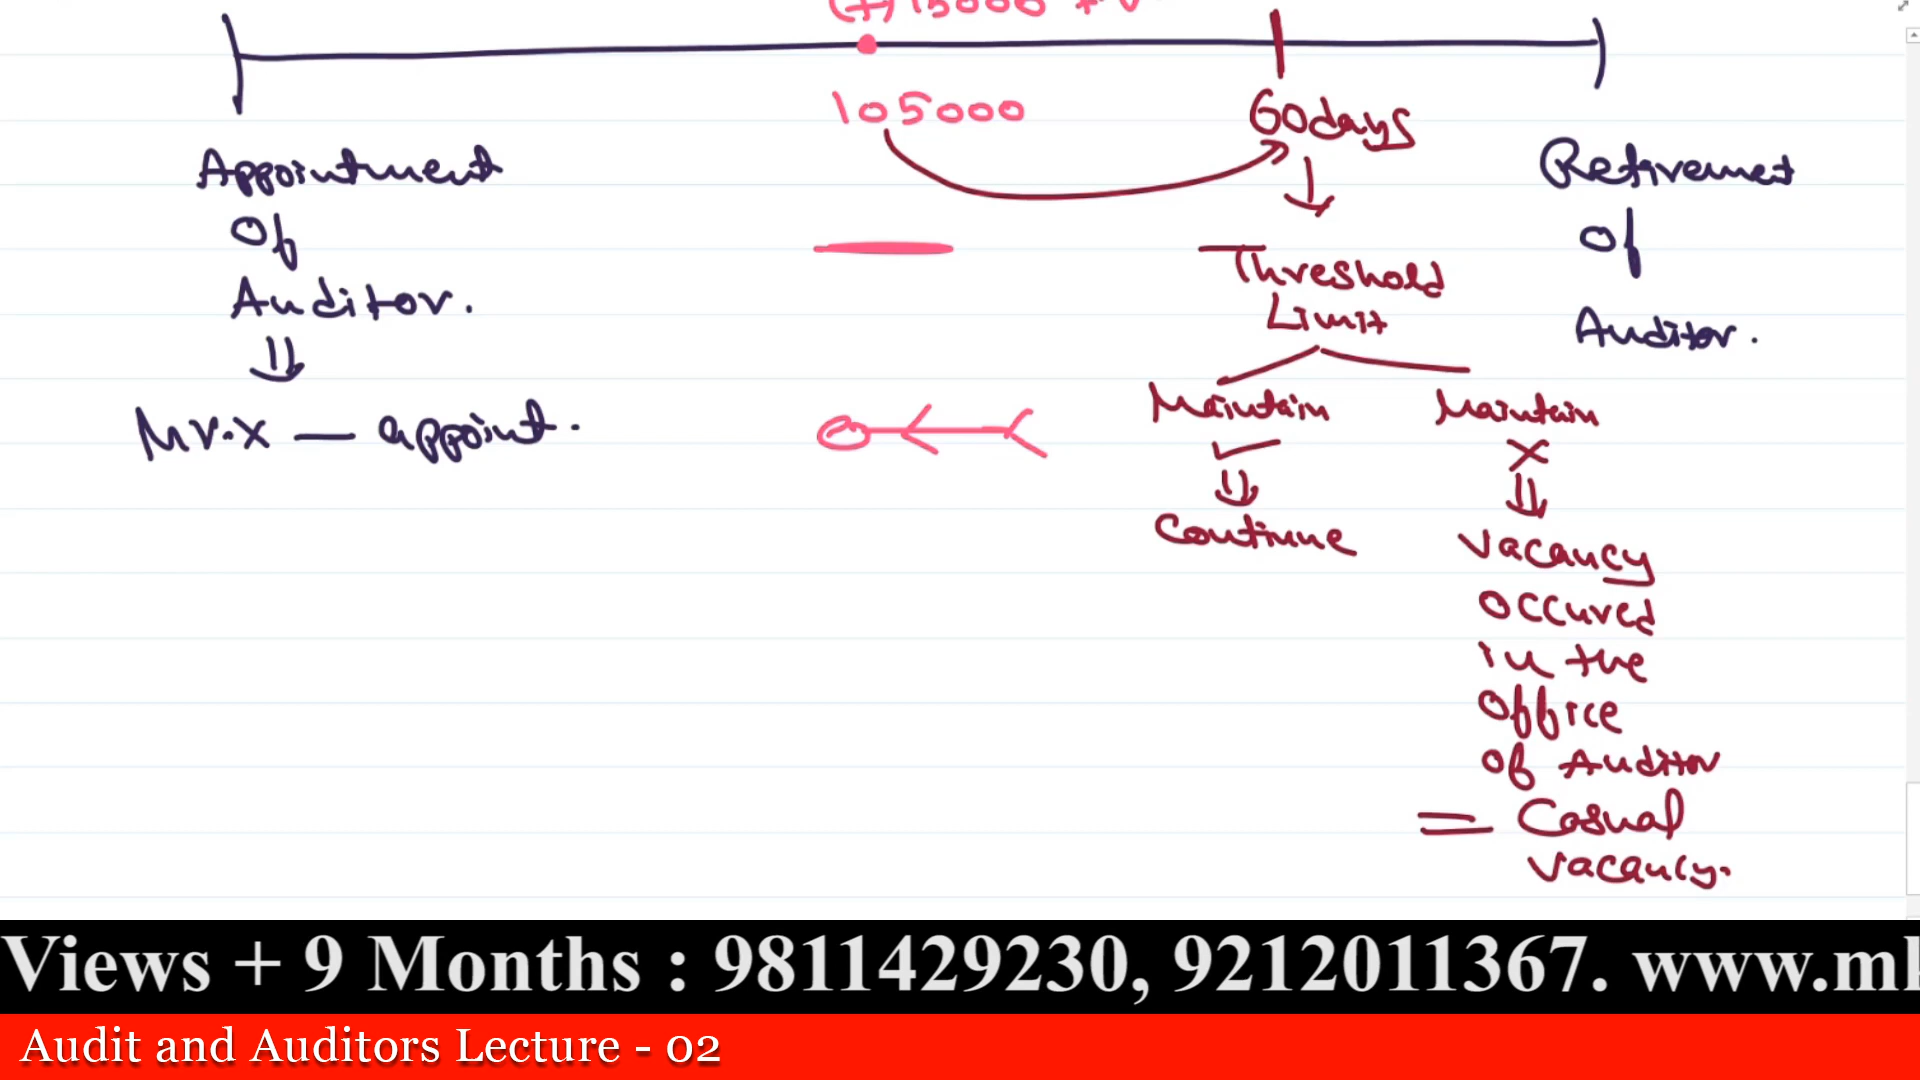 (+) 15000
105000
60days
Appointment
Of
Auditor.
Mr.X — appoint.
Threshold
Limit
Maintain
Continue
Maintain
Vacancy
Occured
in the
Office
of Auditor
= Casual
Vacancy.
Retirement
Of
Auditor.
Views + 9 Months : 9811429230, 9212011367. www.ml
Audit and Auditors Lecture - 02